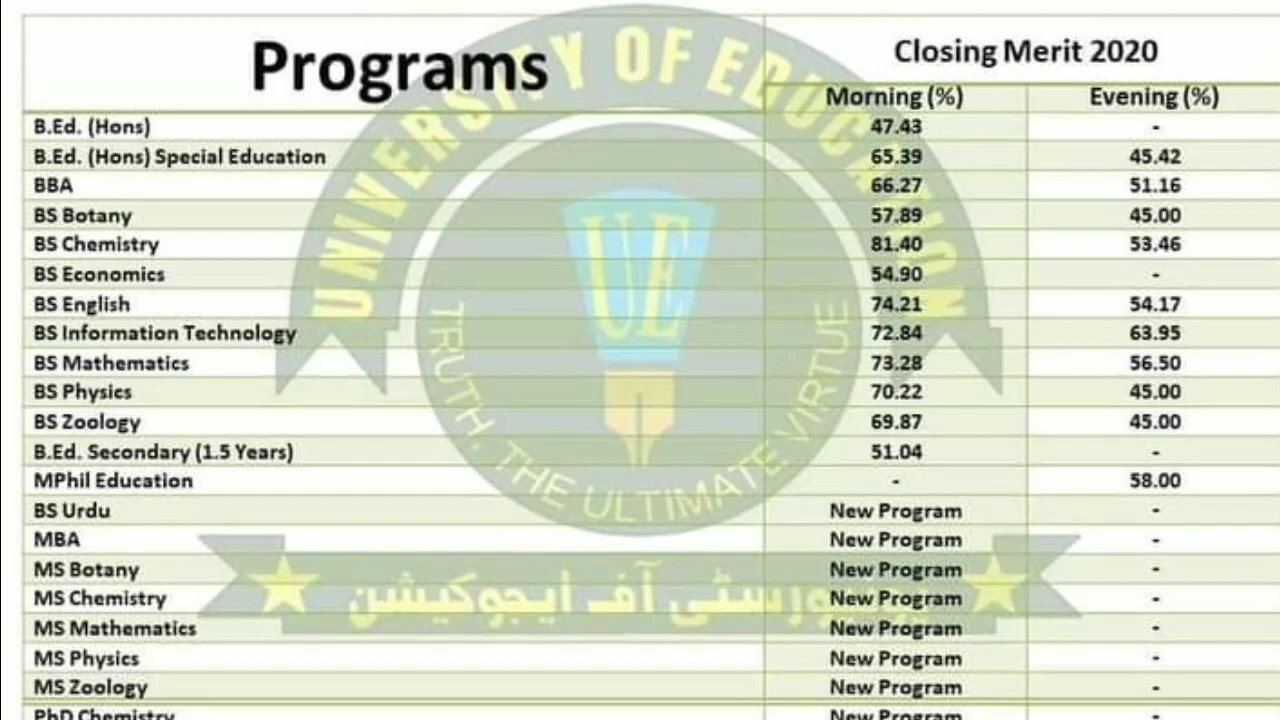 Programs
Closing Merit 2020
Morning (%) Evening (%)
B.Ed. (Hons) 47.43 -
B.Ed. (Hons) Special Education 65.39 45.42
BBA 66.27 51.16
BS Botany 57.89 45.00
BS Chemistry 81.40 53.46
BS Economics 54.90 -
BS English 74.21 54.17
BS Information Technology 72.84 63.95
BS Mathematics 73.28 56.50
BS Physics 70.22 45.00
BS Zoology 69.87 45.00
B.Ed. Secondary (1.5 Years) 51.04 -
MPhil Education - 58.00
BS Urdu New Program -
MBA New Program -
MS Botany New Program -
MS Chemistry New Program -
MS Mathematics New Program -
MS Physics New Program -
MS Zoology New Program -
PhD Chemistry New Program
UNIVERSITY OF EDUCATION
UE
TRUTH, THE ULTIMATE VIRTUE
آف ایجوکیشن